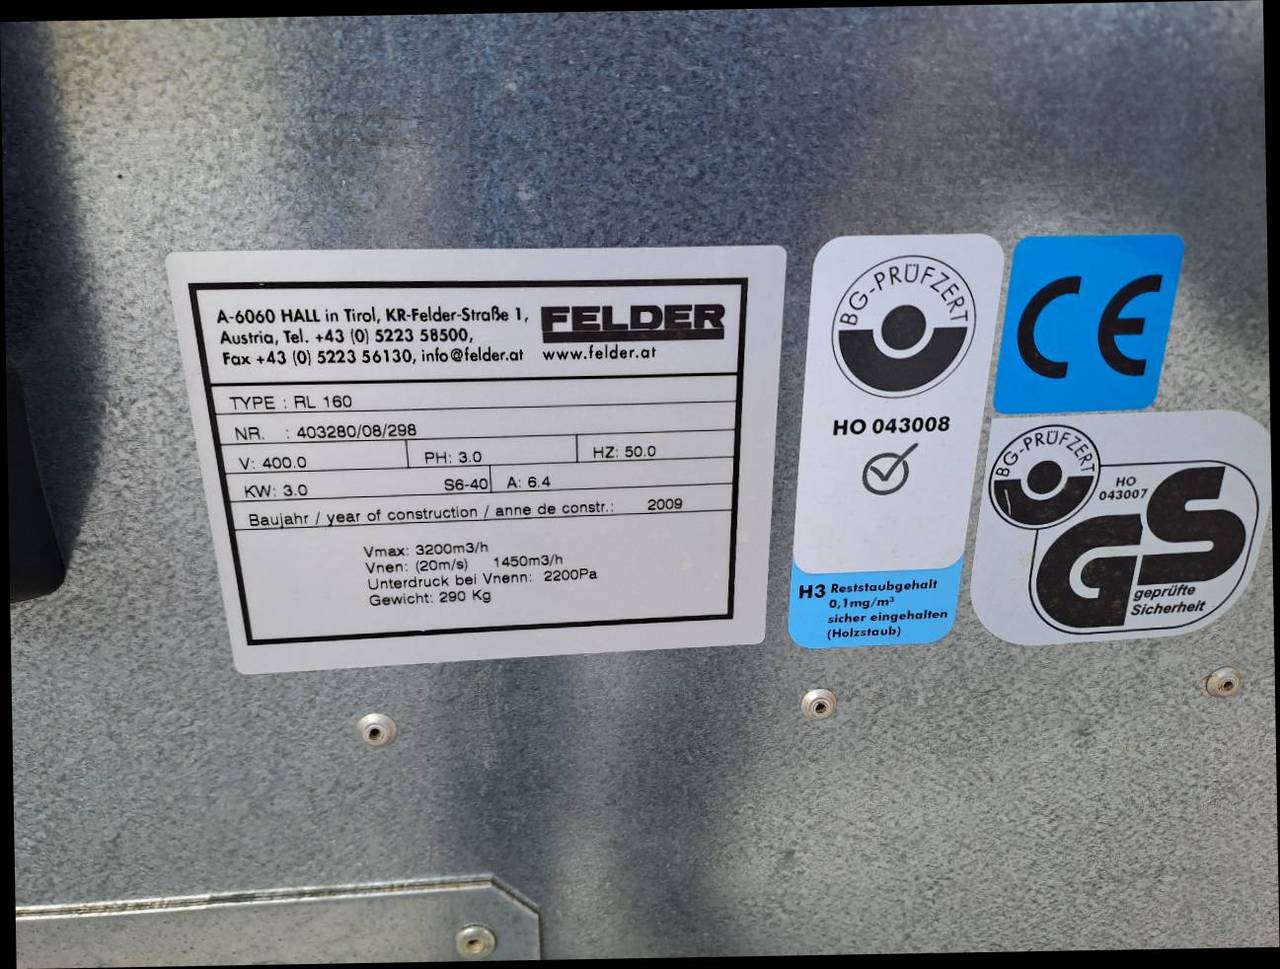 A-6060 HALL in Tirol, KR-Felder-Straße 1,
Austria, Tel. +43 (0) 5223 58500,
Fax +43 (0) 5223 56130, info@felder.at
FELDER
www.felder.at
TYPE : RL 160
NR. : 403280/08/298
V: 400.0 PH: 3.0 HZ: 50.0
KW: 3.0 S6-40 A: 6.4
Baujahr / year of construction / anne de constr.: 2009
Vmax: 3200m3/h
Vnen: (20m/s) 1450m3/h
Unterdruck bei Vnenn: 2200Pa
Gewicht: 290 Kg
BG-PRÜFZERT
HO 043008
H3 Reststaubgehalt
0,1mg/m³
sicher eingehalten
(Holzstaub)
CE
BG-PRÜFZERT
HO
043007
GS
geprüfte
Sicherheit